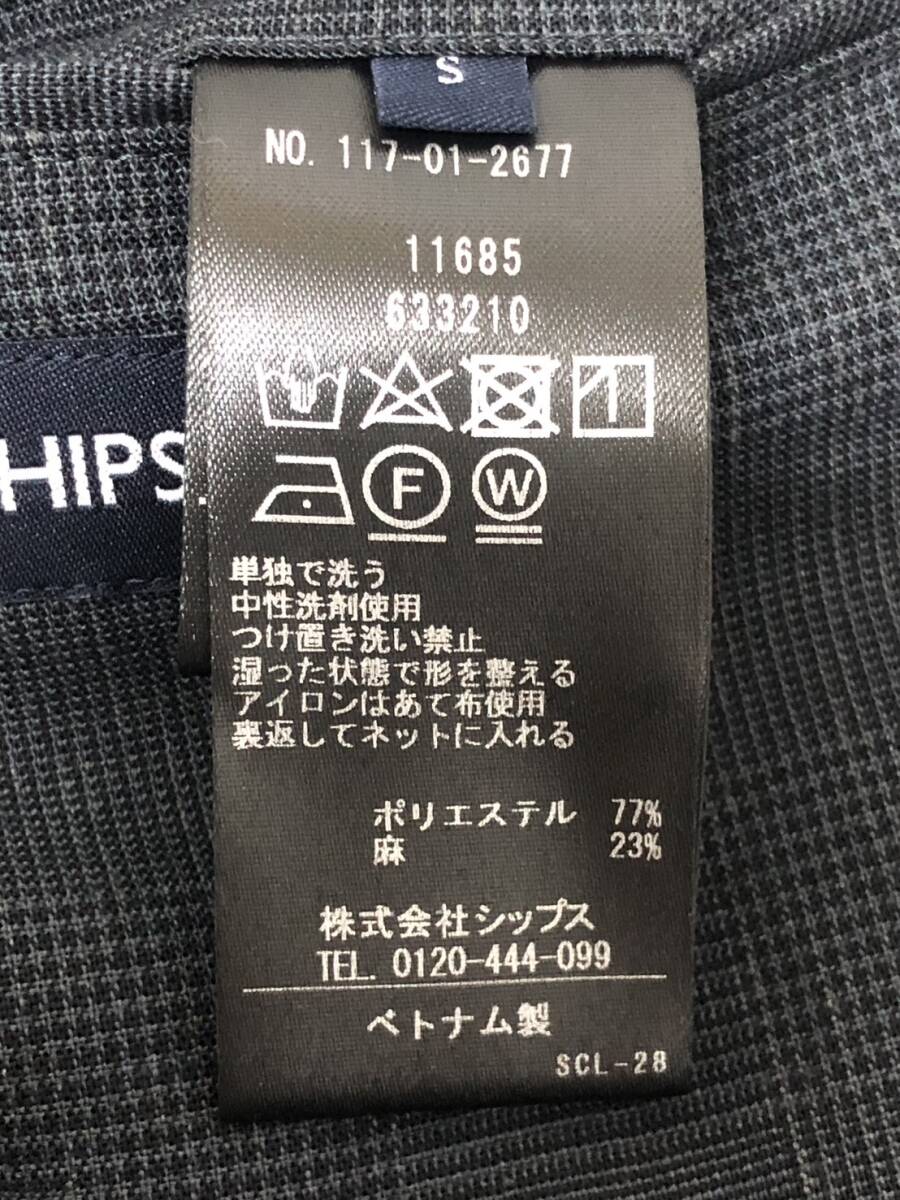 S
NO. 117-01-2677
11685
633210
HIPS
F
W
単独で洗う
中性洗剤使用
つけ置き洗い禁止
湿った状態で形を整える
アイロンはあて布使用
裏返してネットに入れる
ポリエステル 77%
麻 23%
株式会社シップス
TEL. 0120-444-099
ベトナム製
SCL-28